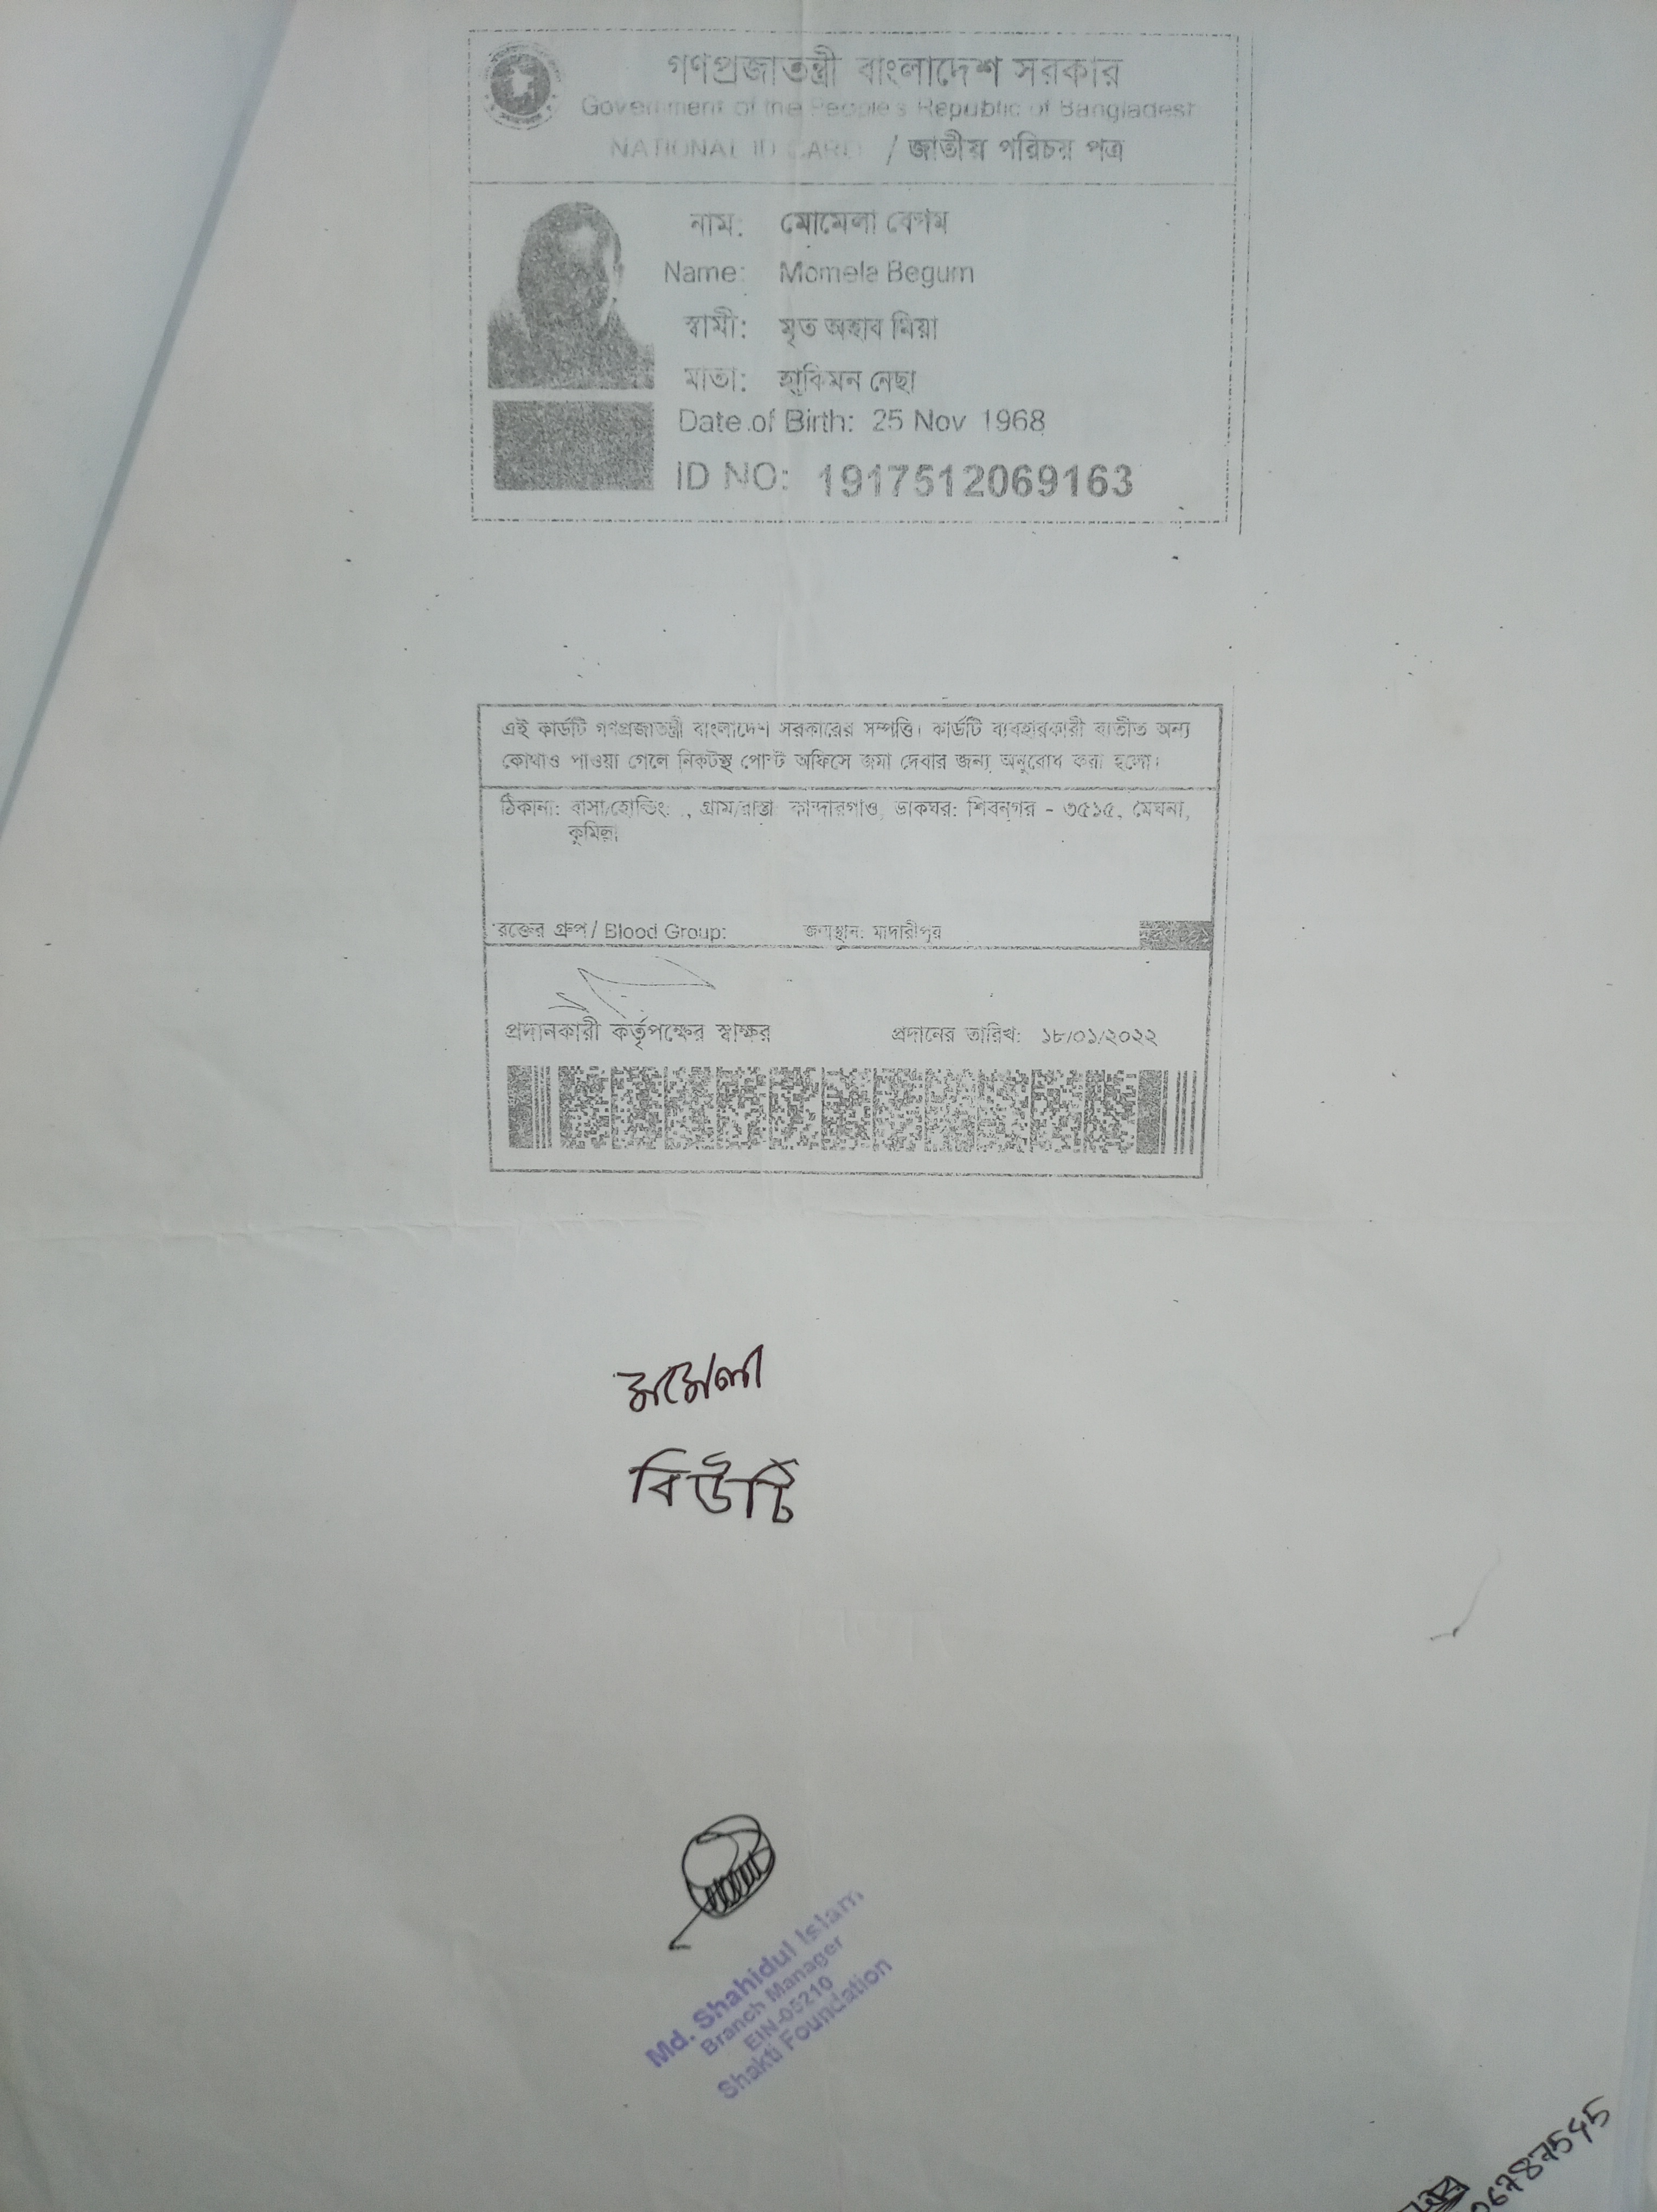 গণপ্রজাতন্ত্রী বাংলাদেশ সরকার
Government of the People's Republic of Bangladesh
NATIONAL ID CARD / জাতীয় পরিচয় পত্র
নাম: মোমেলা বেগম
Name: Momela Begum
স্বামী: মৃত অহাব মিয়া
মাতা: হাকিমন নেছা
Date of Birth: 25 Nov 1968
ID NO: 1917512069163
এই কার্ডটি গণপ্রজাতন্ত্রী বাংলাদেশ সরকারের সম্পত্তি। কার্ডটি ব্যবহারকারী ব্যতীত অন্য
কোথাও পাওয়া গেলে নিকটস্থ পোস্ট অফিসে জমা দেবার জন্য অনুরোধ করা হলো।
ঠিকানা: বাসা/হোল্ডিং: , গ্রাম/রাস্তা: কান্দারগাও, ডাকঘর: শিবনগর - ৩৫১৫, মেঘনা,
কুমিল্লা
রক্তের গ্রুপ / Blood Group: জন্মস্থান: মাদারীপুর
প্রদানকারী কর্তৃপক্ষের স্বাক্ষর প্রদানের তারিখ: ১৮/০১/২০২২
মমেলা
বিউটি
Md. Shahidul Islam
Branch Manager
EIN-05210
Shakti Foundation